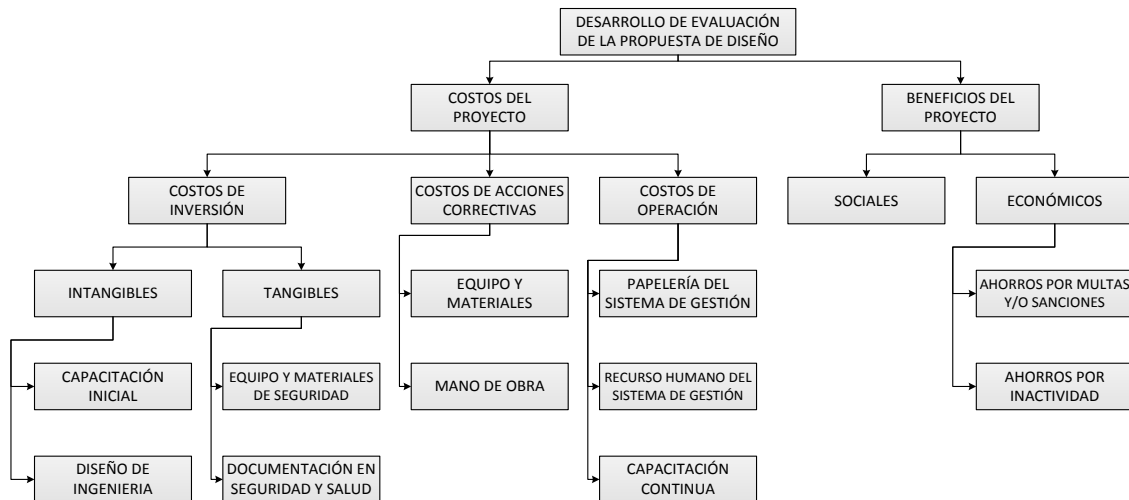 DESARROLLO DE EVALUACIÓN
DE LA PROPUESTA DE DISEÑO
COSTOS DEL
PROYECTO
BENEFICIOS DEL
PROYECTO
COSTOS DE
INVERSIÓN
COSTOS DE ACCIONES
CORRECTIVAS
COSTOS DE
OPERACIÓN
SOCIALES
ECONÓMICOS
INTANGIBLES
TANGIBLES
EQUIPO Y
MATERIALES
PAPELERÍA DEL
SISTEMA DE GESTIÓN
AHORROS POR MULTAS
Y/O SANCIONES
CAPACITACIÓN
INICIAL
EQUIPO Y MATERIALES
DE SEGURIDAD
MANO DE OBRA
RECURSO HUMANO DEL
SISTEMA DE GESTIÓN
AHORROS POR
INACTIVIDAD
DISEÑO DE
INGENIERIA
DOCUMENTACIÓN EN
SEGURIDAD Y SALUD
CAPACITACIÓN
CONTINUA